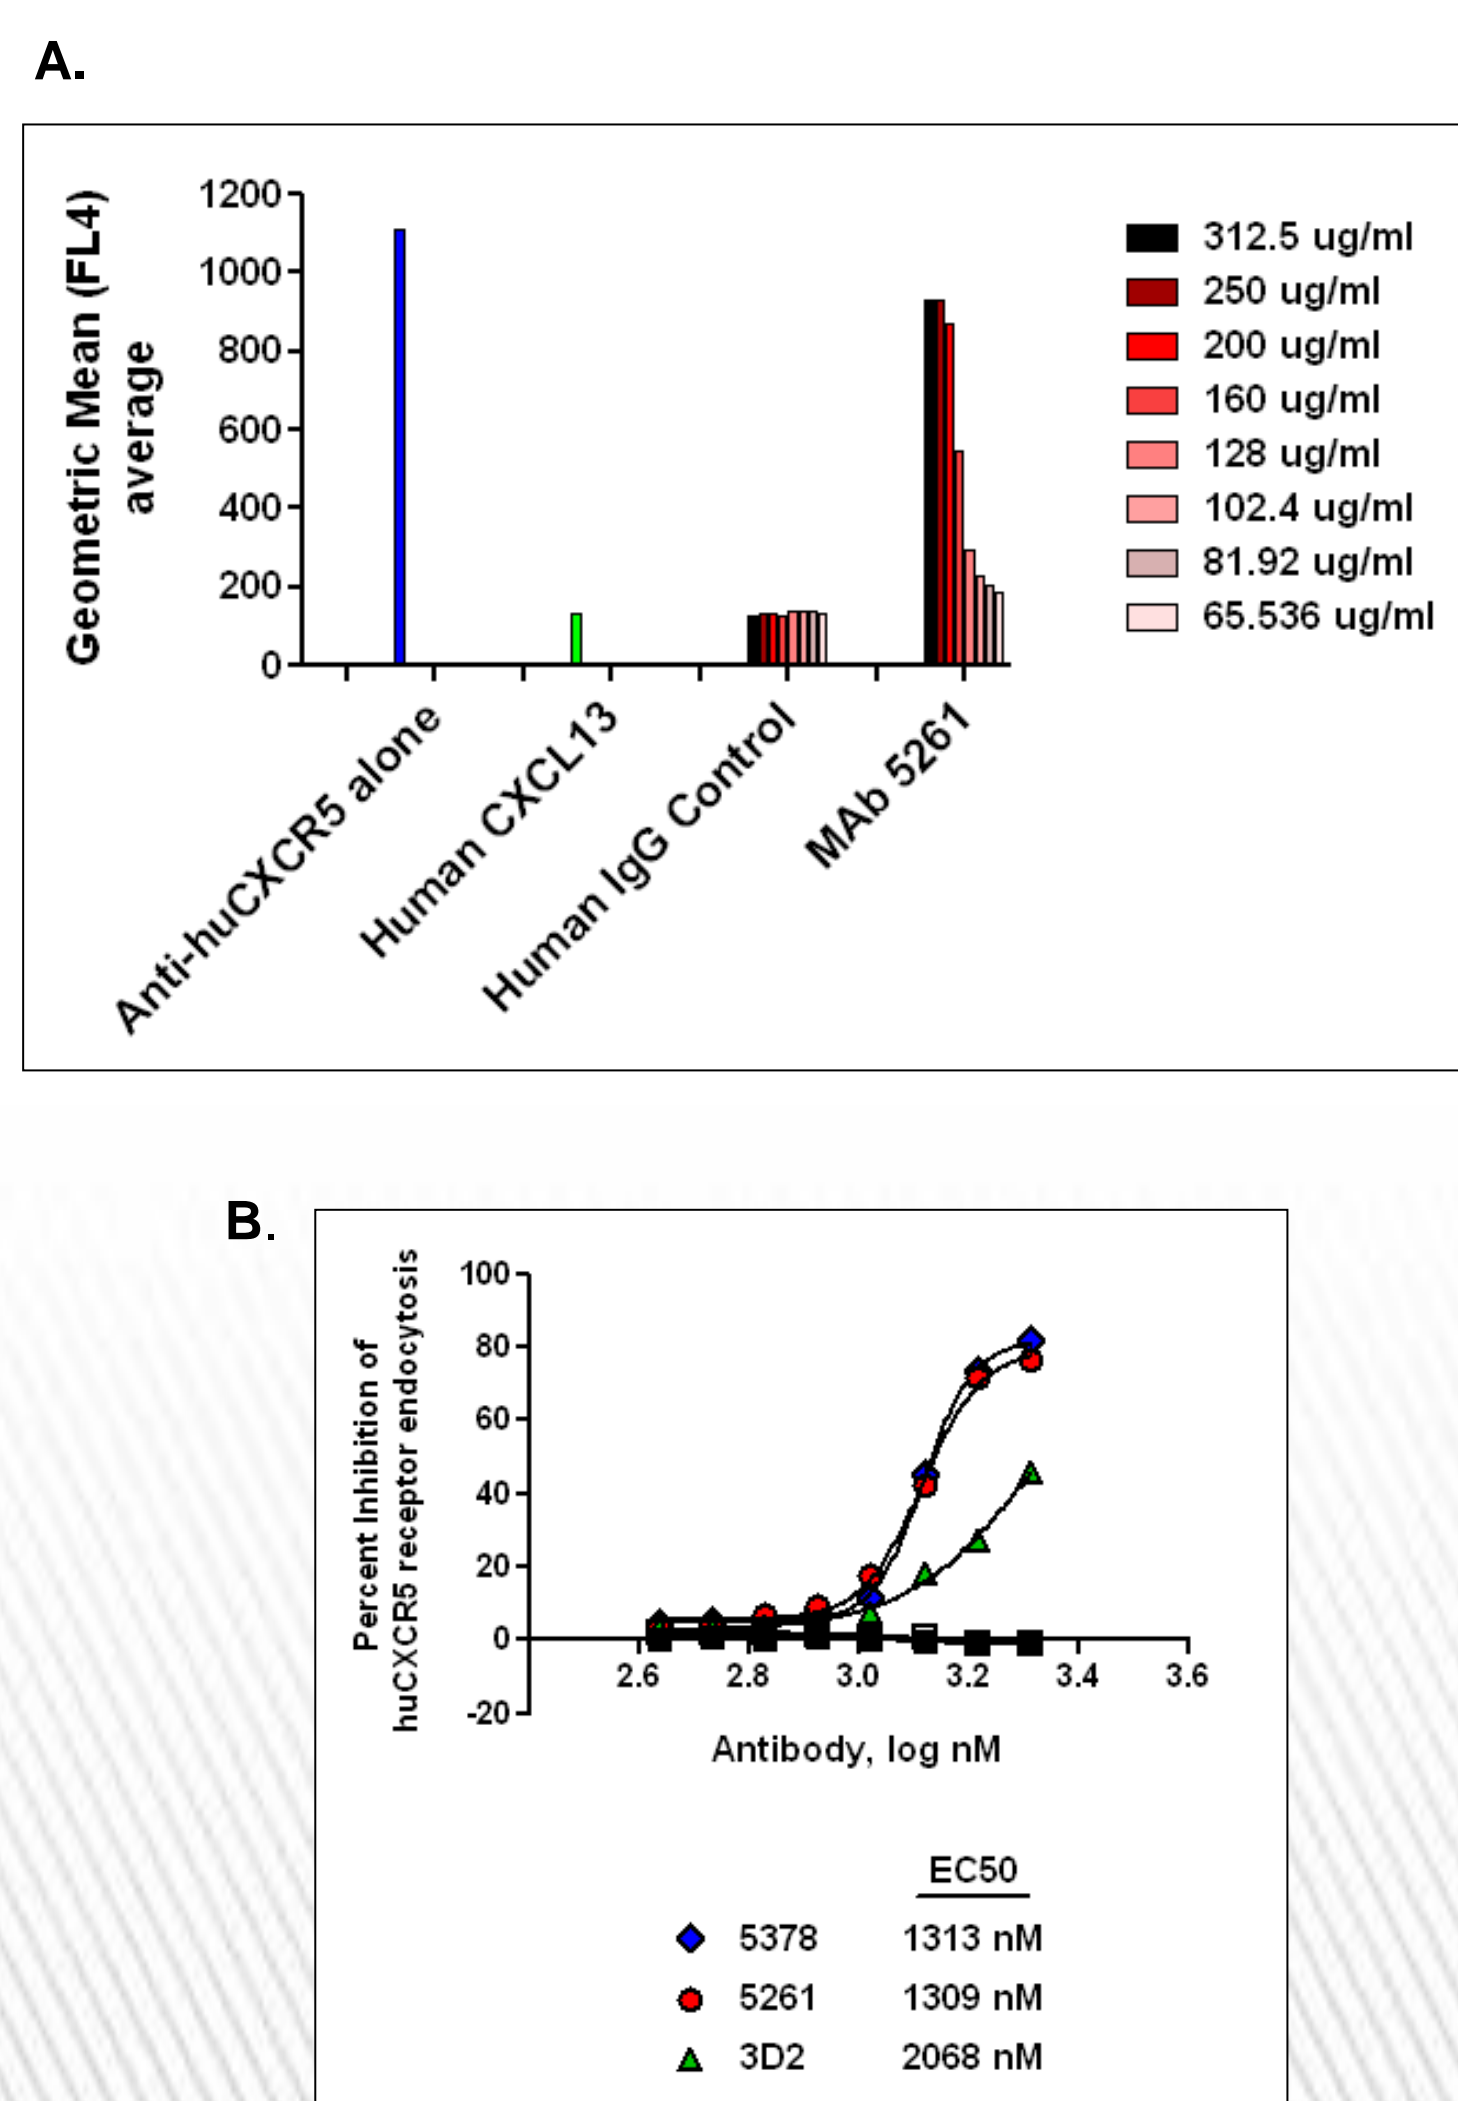 A.
Geometric Mean (FL4)
average
1200
1000
800
600
400
200
0
Anti-huCXCR5 alone
Human CXCL13
Human IgG Control
MAb 5261
312.5 ug/ml
250 ug/ml
200 ug/ml
160 ug/ml
128 ug/ml
102.4 ug/ml
81.92 ug/ml
65.536 ug/ml
B.
Percent Inhibition of
huCXCR5 receptor endocytosis
100
80
60
40
20
0
-20
2.6 2.8 3.0 3.2 3.4 3.6
Antibody, log nM
EC50
5378 1313 nM
5261 1309 nM
3D2 2068 nM